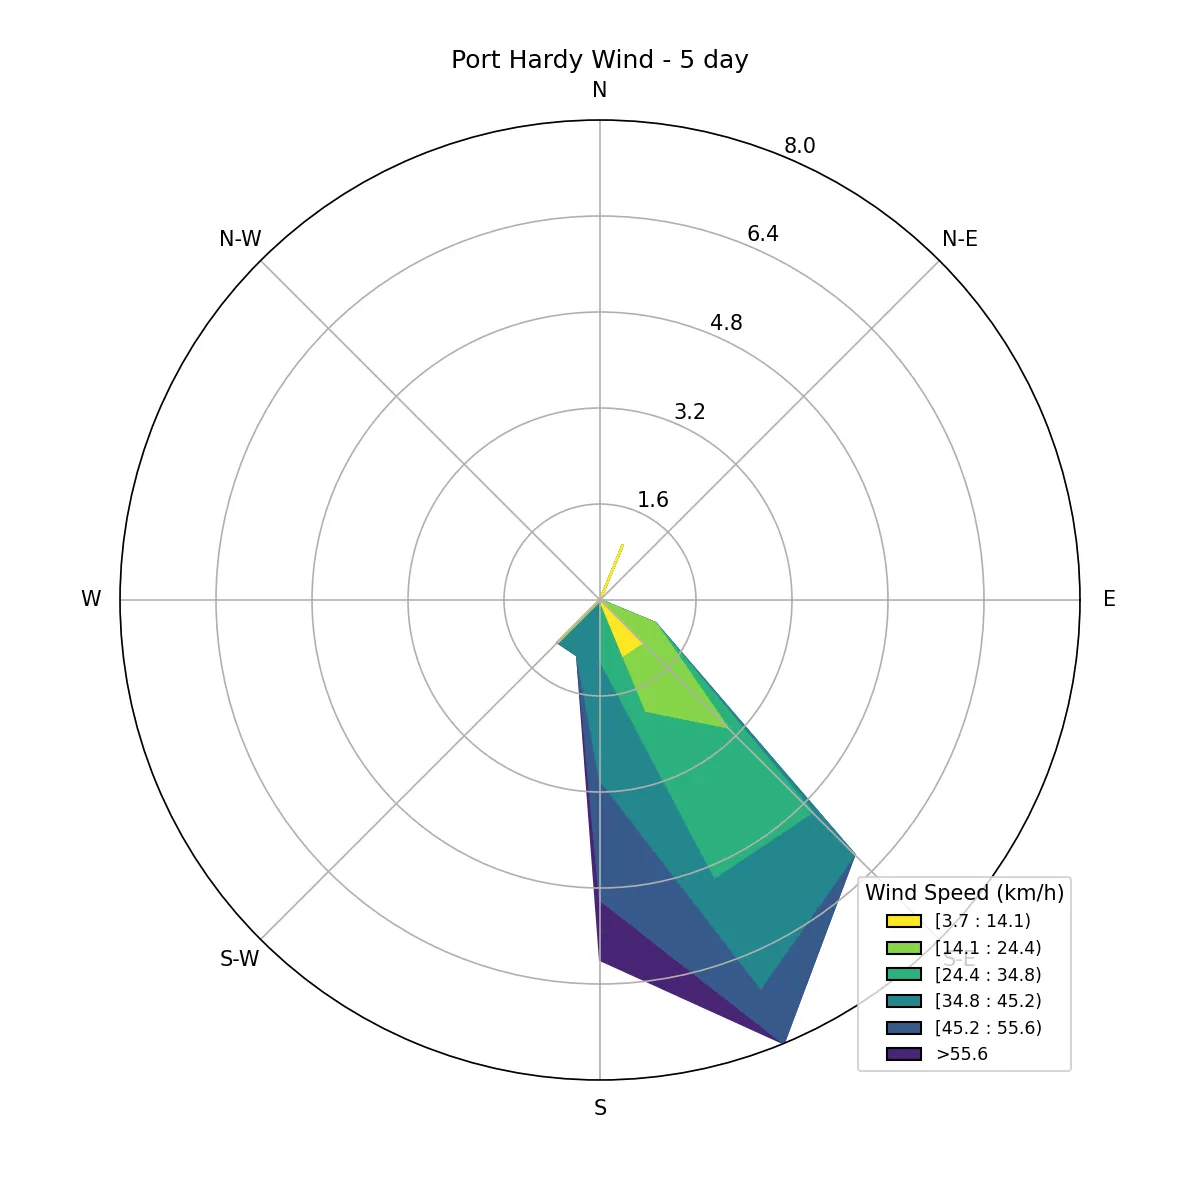 Port Hardy Wind - 5 day
N
8.0
N-W
6.4
N-E
4.8
3.2
1.6
W
E
Wind Speed (km/h)
[3.7 : 14.1)
[14.1 : 24.4)
S-W
S-E
[24.4 : 34.8)
[34.8 : 45.2)
[45.2 : 55.6)
>55.6
S